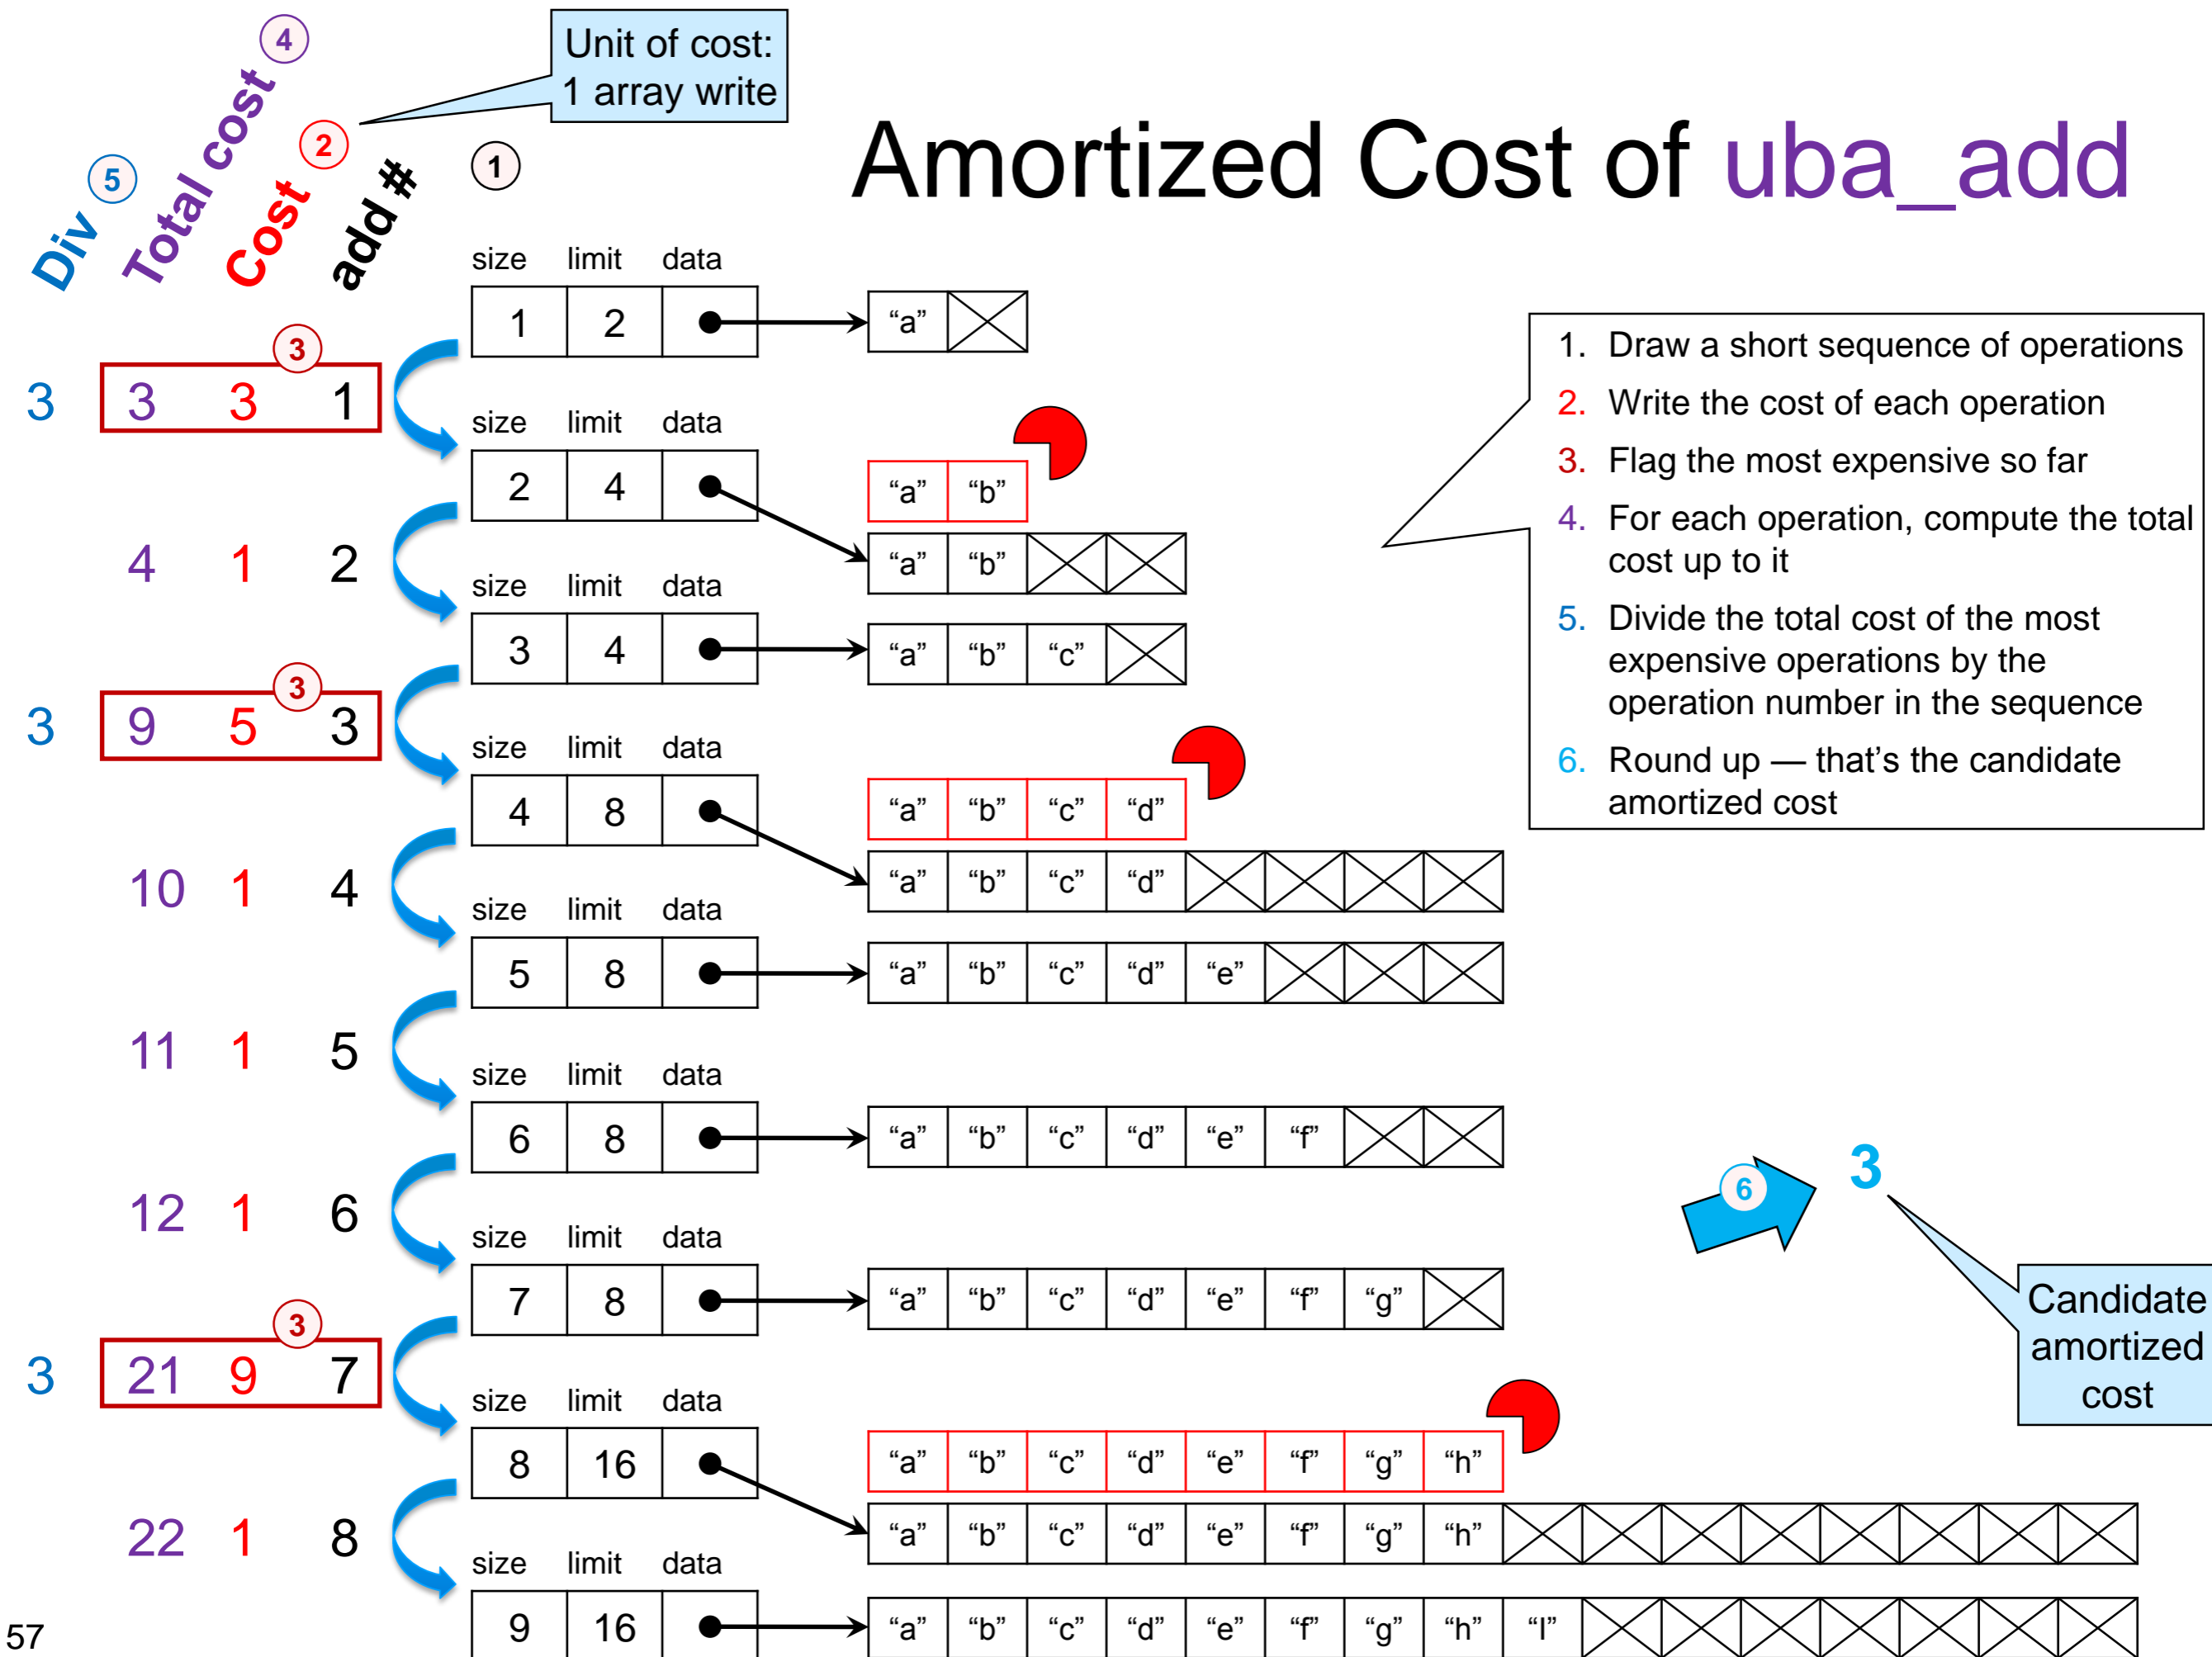 Amortized Cost of uba_add
Unit of cost:
1 array write
Div 5
Total cost 4
Cost 2
add #
1
size limit data
1 2
“a”
3
3 3 3 1
size limit data
2 4
“a” “b”
“a” “b”
4 1 2
size limit data
3 4
“a” “b” “c”
3
3 9 5 3
size limit data
4 8
“a” “b” “c” “d”
“a” “b” “c” “d”
10 1 4
size limit data
5 8
“a” “b” “c” “d” “e”
11 1 5
size limit data
6 8
“a” “b” “c” “d” “e” “f”
12 1 6
size limit data
7 8
“a” “b” “c” “d” “e” “f” “g”
3
3 21 9 7
size limit data
8 16
“a” “b” “c” “d” “e” “f” “g” “h”
“a” “b” “c” “d” “e” “f” “g” “h”
22 1 8
size limit data
9 16
“a” “b” “c” “d” “e” “f” “g” “h” “I”
1. Draw a short sequence of operations
2. Write the cost of each operation
3. Flag the most expensive so far
4. For each operation, compute the total
cost up to it
5. Divide the total cost of the most
expensive operations by the
operation number in the sequence
6. Round up — that’s the candidate
amortized cost
6
3
Candidate
amortized
cost
57